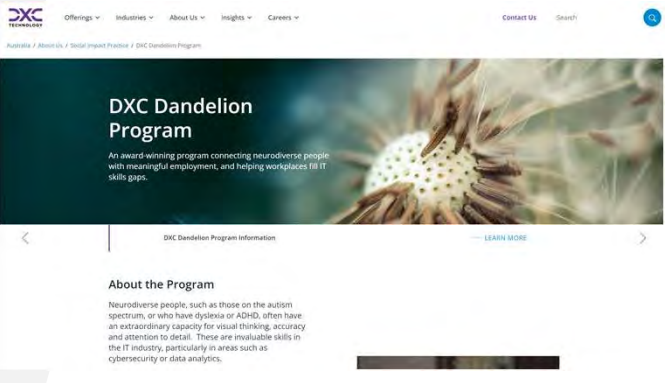 DXC
TECHNOLOGY
Offerings
Industries
About Us
Insights
Careers
Contact Us
Search
Australia / About Us / Social Impact Practice / DXC Dandelion Program
DXC Dandelion
Program
An award-winning program connecting neurodiverse people
with meaningful employment, and helping workplaces fill IT
skills gaps.
DXC Dandelion Program Information
LEARN MORE
About the Program
Neurodiverse people, such as those on the autism
spectrum, or who have dyslexia or ADHD, often have
an extraordinary capacity for visual thinking, accuracy
and attention to detail. These are invaluable skills in
the IT industry, particularly in areas such as
cybersecurity or data analytics.